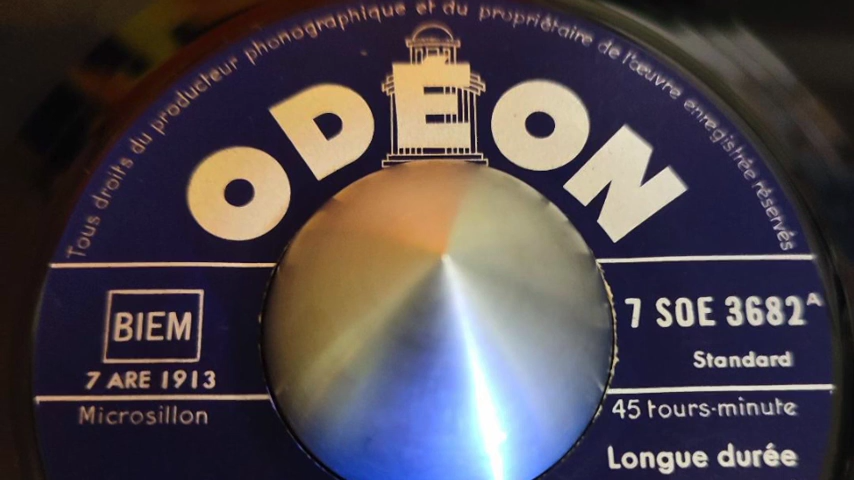 Tous droits du producteur phonographique et du propriétaire de l'œuvre enregistrée réservés
ODÉON
BIEM
7 ARE 1913
Microsillon
7 SOE 3682ᴬ
Standard
45 tours-minute
Longue durée